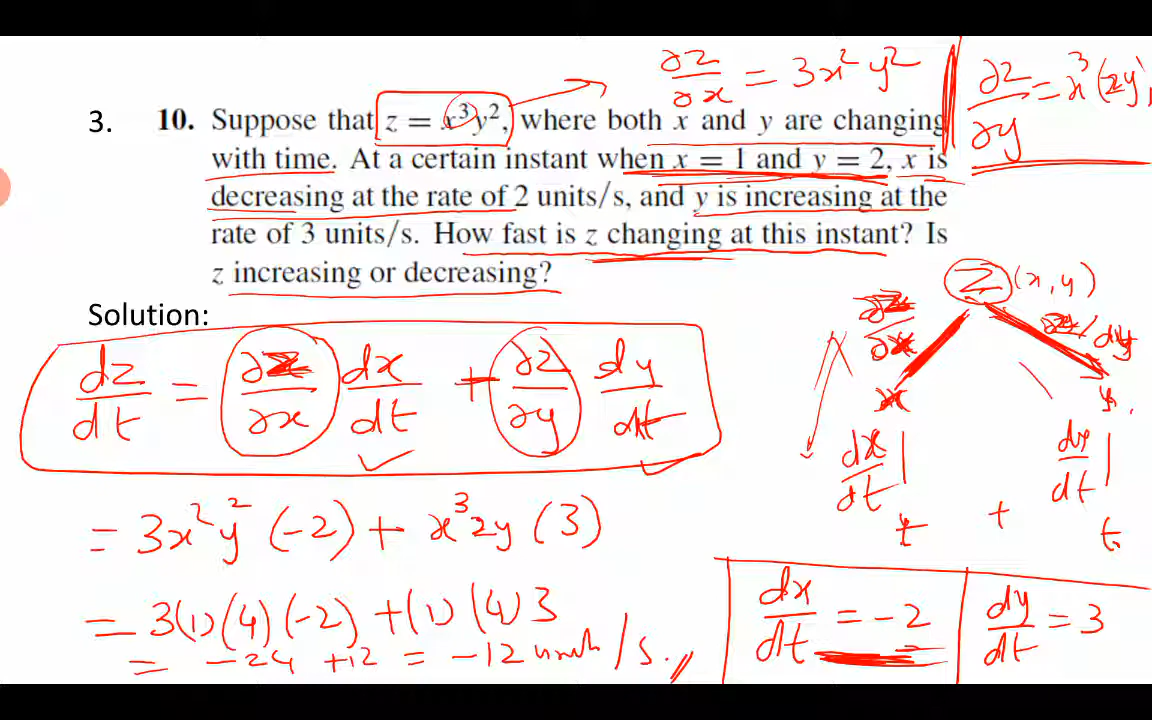 ∂z/∂x = 3x²y²
∂z/∂y = x³(2y)
3. 10. Suppose that z = x³y², where both x and y are changing
with time. At a certain instant when x = 1 and y = 2, x is
decreasing at the rate of 2 units/s, and y is increasing at the
rate of 3 units/s. How fast is z changing at this instant? Is
z increasing or decreasing?
Solution:
Z (x, y)
∂z/∂x
∂z/∂y
x
y
dz/dt = ∂z/∂x dx/dt + ∂z/∂y dy/dt
dx/dt | t + dy/dt | t
= 3x²y² (-2) + x³2y (3)
= 3(1)(4)(-2) + (1)(4)3
= -24 +12 = -12 units/s.
dx/dt = -2
dy/dt = 3